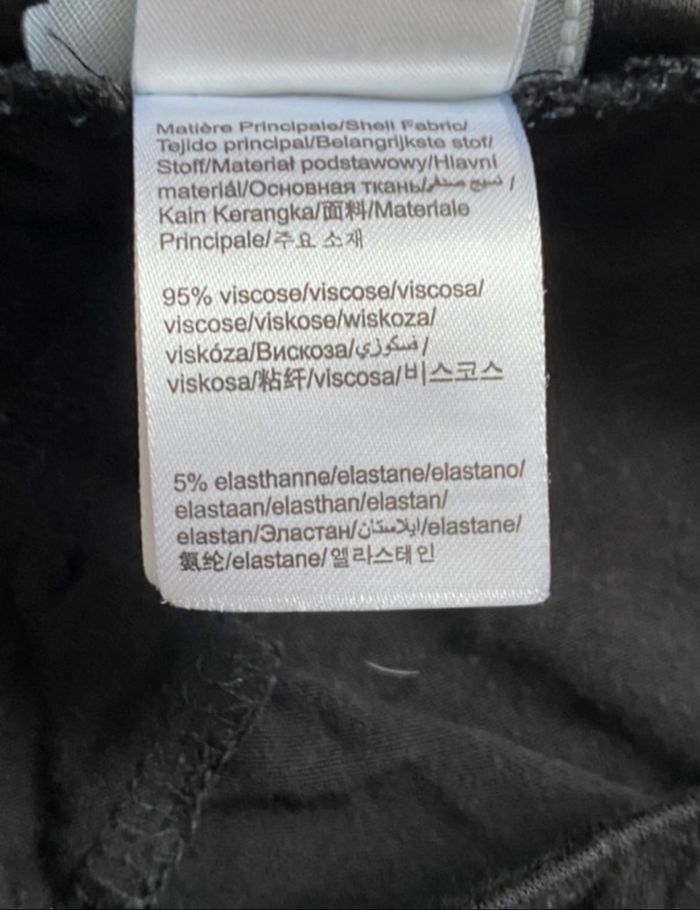 Matière Principale/Shell Fabric/
Tejido principal/Belangrijkste stof/
Stoff/Materiał podstawowy/Hlavní
materiál/Основная ткань/نسيج صدفي/
Kain Kerangka/面料/Materiale
Principale/주요 소재
95% viscose/viscose/viscosa/
viscose/viskose/wiskoza/
viskóza/Вискоза/فسكوزي/
viskosa/粘纤/viscosa/비스코스
5% elasthanne/elastane/elastano/
elastaan/elasthan/elastan/
elastan/Эластан/ايلاستان/elastane/
氨纶/elastane/엘라스테인